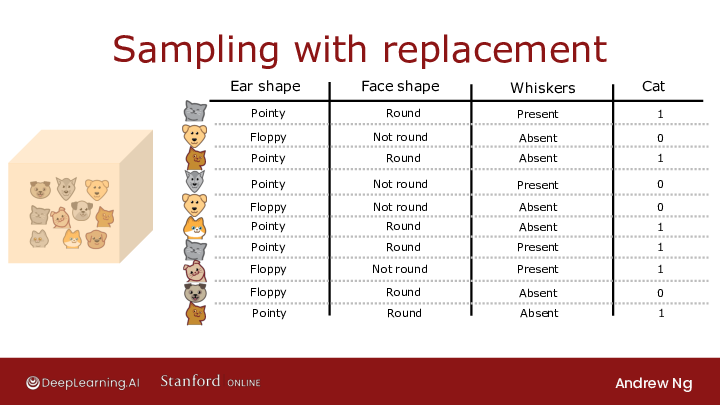 Sampling with replacement
Ear shape Face shape Whiskers Cat
Pointy Round Present 1
Floppy Not round Absent 0
Pointy Round Absent 1
Pointy Not round Present 0
Floppy Not round Absent 0
Pointy Round Absent 1
Pointy Round Present 1
Floppy Not round Present 1
Floppy Round Absent 0
Pointy Round Absent 1
DeepLearning.AI Stanford ONLINE Andrew Ng